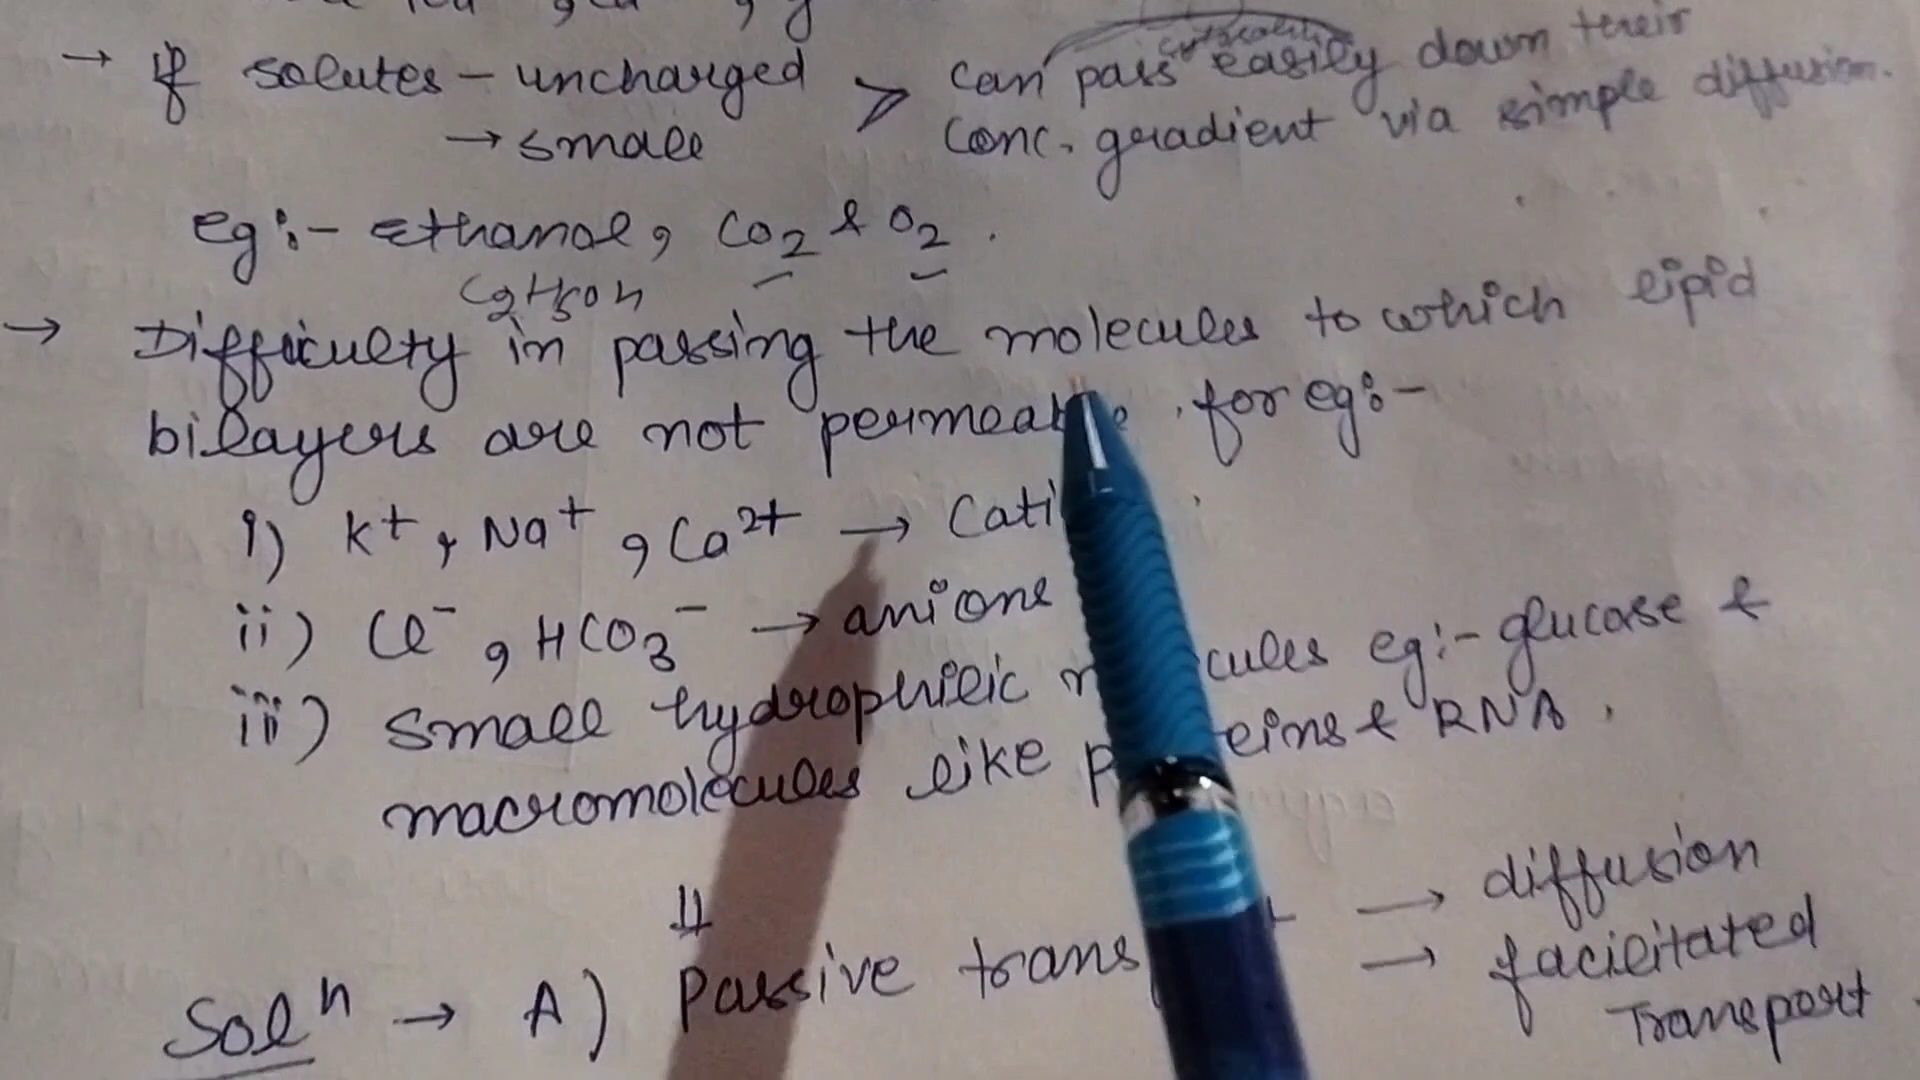 → if solutes – uncharged > can pass easily down their
→ small conc. gradient via simple diffusion.
eg:- Ethanol, CO2 & O2.
C2H5OH
→ Difficulty in passing the molecules to which lipid
bilayers are not permeable. for eg:-
i) K+, Na+, Ca2+ → Cati
ii) Cl-, HCO3- → anions
iii) Small hydrophilic m cules eg:- glucose &
macromolecules like p eins & RNA.
⇓
Soln → A) Passive trans t → diffusion
→ facilitated
Transport